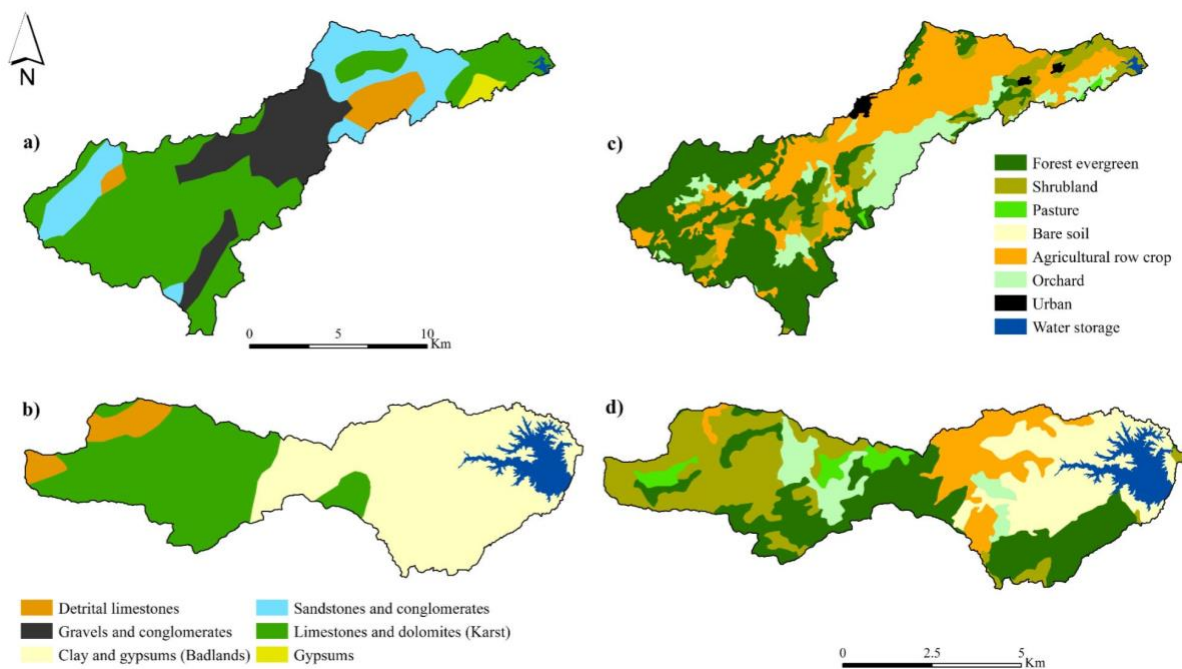 N
a)
0 5 10
Km
c)
Forest evergreen
Shrubland
Pasture
Bare soil
Agricultural row crop
Orchard
Urban
Water storage
b)
d)
Detrital limestones
Gravels and conglomerates
Clay and gypsums (Badlands)
Sandstones and conglomerates
Limestones and dolomites (Karst)
Gypsums
0 2.5 5
Km